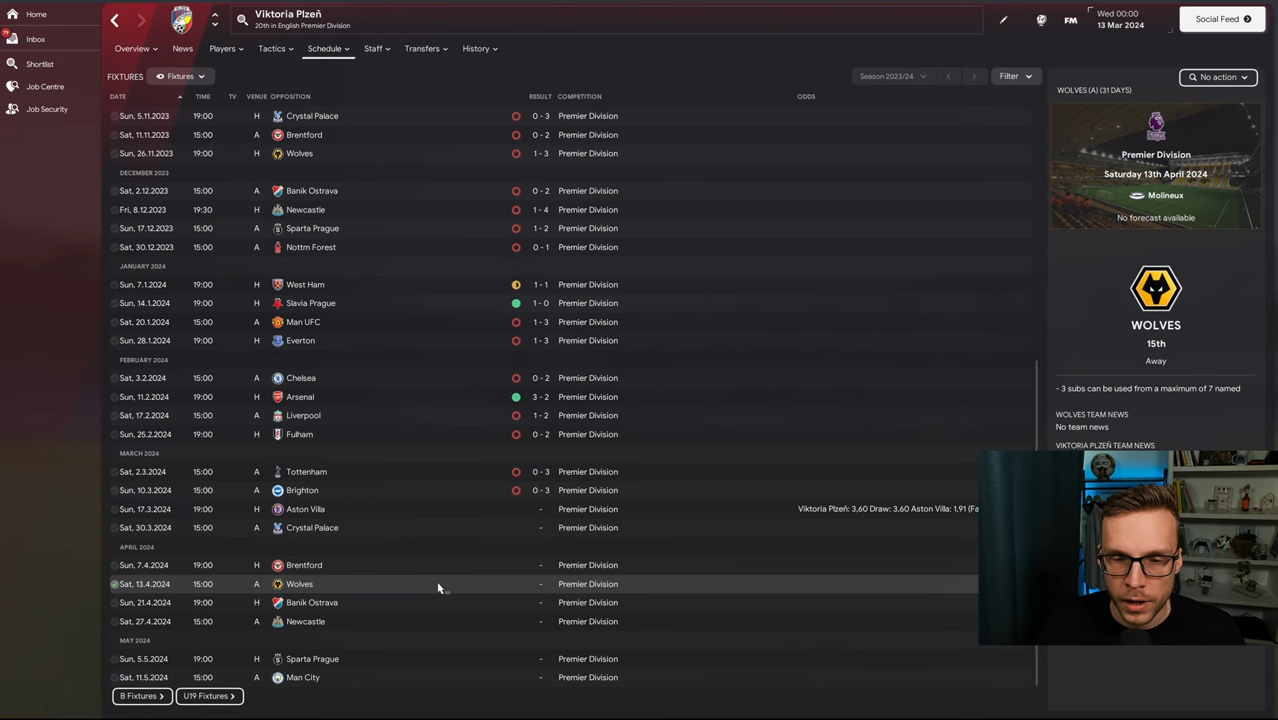 Home
79
Inbox
Shortlist
Job Centre
Job Security
Viktoria Plzeň
20th in English Premier Division
FM
Wed 00:00
13 Mar 2024
Social Feed
Overview
News
Players
Tactics
Schedule
Staff
Transfers
History
FIXTURES
Fixtures
Season 2023/24
Filter
No action
DATE TIME TV VENUE OPPOSITION RESULT COMPETITION ODDS
Sun, 5.11.2023 19:00 H Crystal Palace 0 - 3 Premier Division
Sat, 11.11.2023 15:00 A Brentford 0 - 2 Premier Division
Sun, 26.11.2023 19:00 H Wolves 1 - 3 Premier Division
DECEMBER 2023
Sat, 2.12.2023 15:00 A Baník Ostrava 0 - 2 Premier Division
Fri, 8.12.2023 19:30 H Newcastle 1 - 4 Premier Division
Sun, 17.12.2023 15:00 A Sparta Prague 1 - 2 Premier Division
Sat, 30.12.2023 15:00 A Nottm Forest 0 - 1 Premier Division
JANUARY 2024
Sun, 7.1.2024 19:00 H West Ham 1 - 1 Premier Division
Sun, 14.1.2024 19:00 H Slavia Prague 1 - 0 Premier Division
Sat, 20.1.2024 15:00 A Man UFC 1 - 3 Premier Division
Sun, 28.1.2024 19:00 H Everton 1 - 3 Premier Division
FEBRUARY 2024
Sat, 3.2.2024 15:00 A Chelsea 0 - 2 Premier Division
Sun, 11.2.2024 19:00 H Arsenal 3 - 2 Premier Division
Sat, 17.2.2024 15:00 A Liverpool 1 - 2 Premier Division
Sun, 25.2.2024 19:00 H Fulham 0 - 2 Premier Division
MARCH 2024
Sat, 2.3.2024 15:00 A Tottenham 0 - 3 Premier Division
Sun, 10.3.2024 15:00 A Brighton 0 - 3 Premier Division
Sun, 17.3.2024 19:00 H Aston Villa - Premier Division Viktoria Plzeň: 3,60 Draw: 3,60 Aston Villa: 1,91 (Fa
Sat, 30.3.2024 15:00 A Crystal Palace - Premier Division
APRIL 2024
Sun, 7.4.2024 19:00 H Brentford - Premier Division
Sat, 13.4.2024 15:00 A Wolves - Premier Division
Sun, 21.4.2024 19:00 H Baník Ostrava - Premier Division
Sat, 27.4.2024 15:00 A Newcastle - Premier Division
MAY 2024
Sun, 5.5.2024 19:00 H Sparta Prague - Premier Division
Sat, 11.5.2024 15:00 A Man City - Premier Division
B Fixtures
U19 Fixtures
WOLVES (A) (31 DAYS)
Premier Division
Saturday 13th April 2024
Molineux
No forecast available
WOLVES
15th
Away
- 3 subs can be used from a maximum of 7 named
WOLVES TEAM NEWS
No team news
VIKTORIA PLZEŇ TEAM NEWS